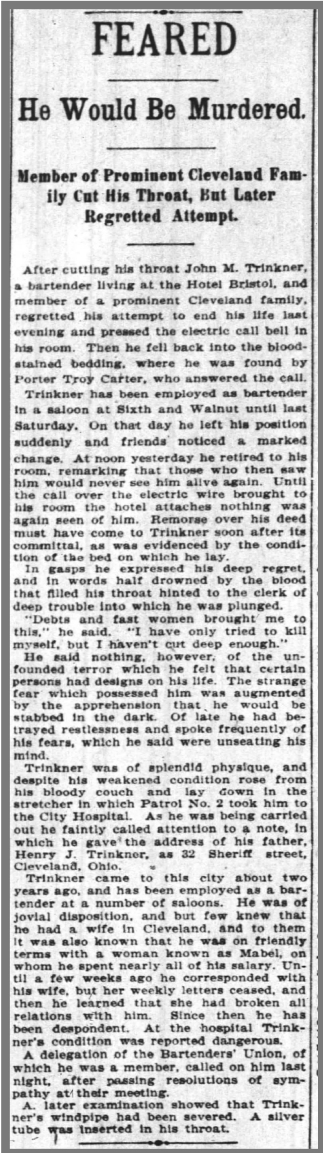 FEARED
He Would Be Murdered.
Member of Prominent Cleveland Fam-
ily Cut His Throat, But Later
Regretted Attempt.
After cutting his throat John M. Trinkner,
a bartender living at the Hotel Bristol, and
member of a prominent Cleveland family,
regretted his attempt to end his life last
evening and pressed the electric call bell in
his room. Then he fell back into the blood-
stained bedding, where he was found by
Porter Troy Carter, who answered the call.
Trinkner has been employed as bartender
in a saloon at Sixth and Walnut until last
Saturday. On that day he left his position
suddenly and friends noticed a marked
change. At noon yesterday he retired to his
room, remarking that those who then saw
him would never see him alive again. Until
the call over the electric wire brought to
his room the hotel attaches nothing was
again seen of him. Remorse over his deed
must have come to Trinkner soon after its
committal, as was evidenced by the condi-
tion of the bed on which he lay.
In gasps he expressed his deep regret,
and in words half drowned by the blood
that filled his throat hinted to the clerk of
deep trouble into which he was plunged.
"Debts and fast women brought me to
this," he said. "I have only tried to kill
myself, but I haven't cut deep enough."
He said nothing, however, of the un-
founded terror which he felt that certain
persons had designs on his life. The strange
fear which possessed him was augmented
by the apprehension that he would be
stabbed in the dark. Of late he had be-
trayed restlessness and spoke frequently of
his fears, which he said were unseating his
mind.
Trinkner was of splendid physique, and
despite his weakened condition rose from
his bloody couch and lay down in the
stretcher in which Patrol No. 2 took him to
the City Hospital. As he was being carried
out he faintly called attention to a note, in
which he gave the address of his father,
Henry J. Trinkner, as 32 Sheriff street,
Cleveland, Ohio.
Trinkner came to this city about two
years ago, and has been employed as a bar-
tender at a number of saloons. He was of
jovial disposition, and but few knew that
he had a wife in Cleveland, and to them
it was also known that he was on friendly
terms with a woman known as Mabel, on
whom he spent nearly all of his salary. Un-
til a few weeks ago he corresponded with
his wife, but her weekly letters ceased, and
then he learned that she had broken all
relations with him. Since then he has
been despondent. At the hospital Trink-
ner's condition was reported dangerous.
A delegation of the Bartenders' Union, of
which he was a member, called on him last
night, after passing resolutions of sym-
pathy at their meeting.
A later examination showed that Trink-
ner's windpipe had been severed. A silver
tube was inserted in his throat.